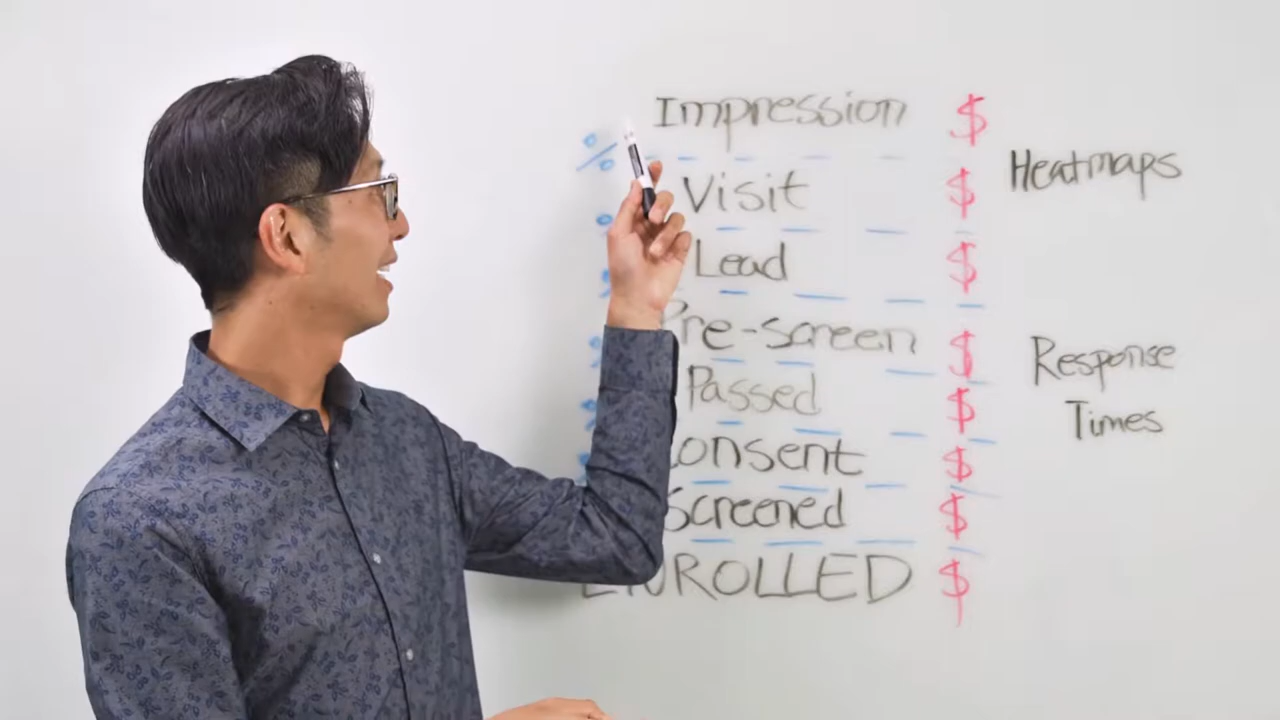 Impression $
% Heatmaps
Visit $
Lead $
Pre-screen $
Response
Passed $
Times
Consent $
Screened $
ENROLLED $